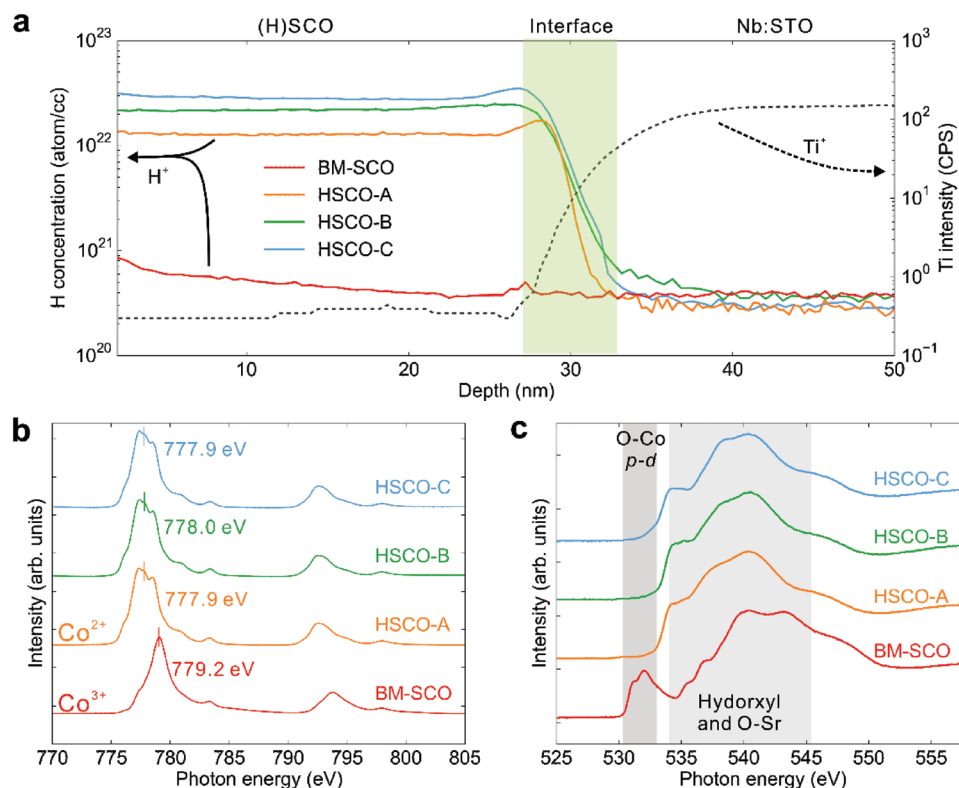 a
(H)SCO
Interface
Nb:STO
10²³
10²²
10²¹
10²⁰
H concentration (atom/cc)
H⁺
BM-SCO
HSCO-A
HSCO-B
HSCO-C
Ti⁺
10³
10²
10¹
10⁰
10⁻¹
Ti intensity (CPS)
10
20
30
40
50
Depth (nm)
b
777.9 eV
HSCO-C
778.0 eV
HSCO-B
777.9 eV
Co²⁺
HSCO-A
779.2 eV
Co³⁺
BM-SCO
Intensity (arb. units)
770 775 780 785 790 795 800 805
Photon energy (eV)
c
O-Co
p-d
HSCO-C
HSCO-B
HSCO-A
BM-SCO
Hydorxyl
and O-Sr
Intensity (arb. units)
525 530 535 540 545 550 555
Photon energy (eV)